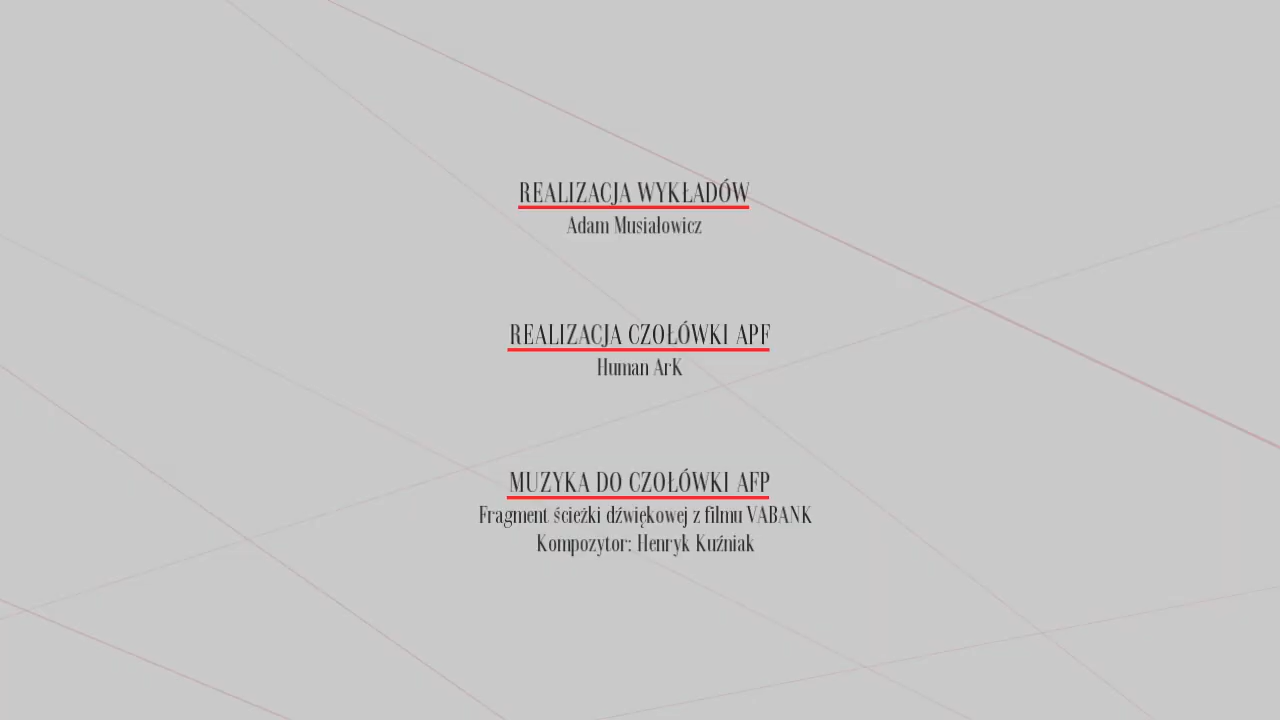 REALIZACJA WYKŁADÓW
Adam Musiałowicz
REALIZACJA CZOŁÓWKI APF
Human ArK
MUZYKA DO CZOŁÓWKI AFP
Fragment ścieżki dźwiękowej z filmu VABANK
Kompozytor: Henryk Kuźniak